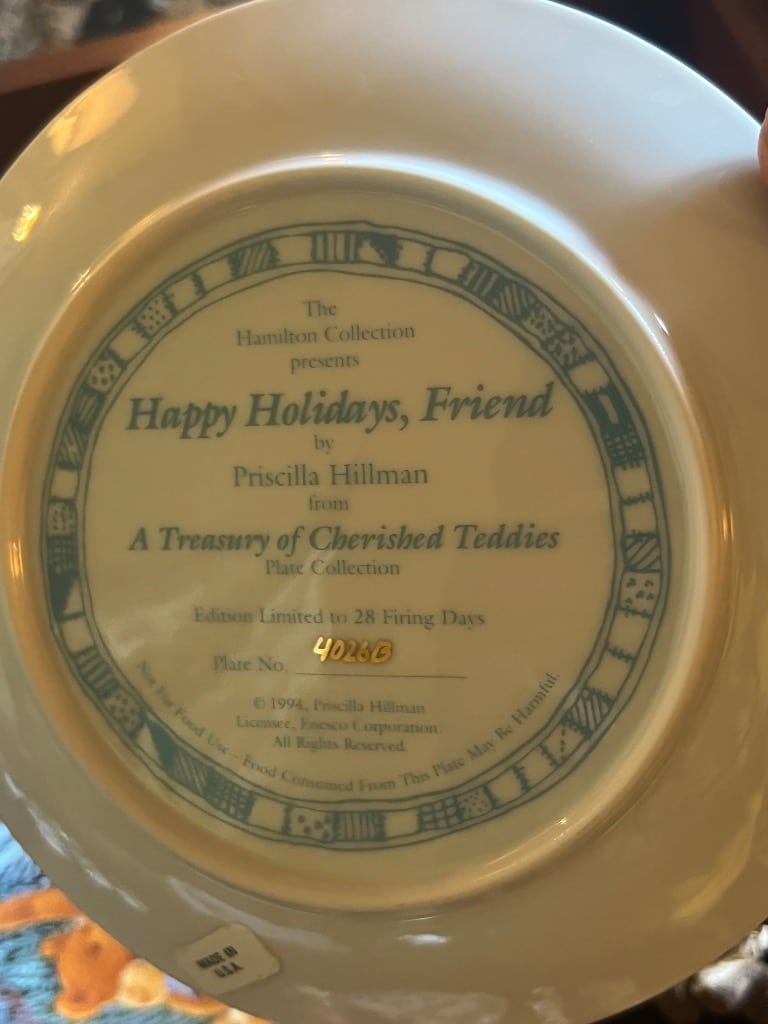 The
Hamilton Collection
presents
Happy Holidays, Friend
by
Priscilla Hillman
from
A Treasury of Cherished Teddies
Plate Collection
Edition Limited to 28 Firing Days
Plate No. 4026B
© 1994, Priscilla Hillman
Licensee, Enesco Corporation.
All Rights Reserved.
Not For Food Use - Food Consumed From This Plate May Be Harmful.
MADE IN
U.S.A.